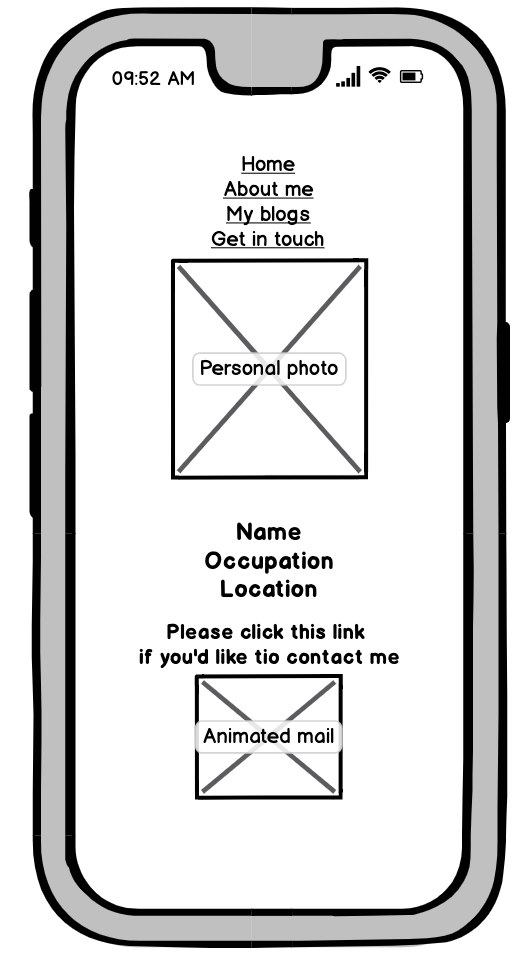 09:52 AM
Home
About me
My blogs
Get in touch
Personal photo
Name
Occupation
Location
Please click this link
if you'd like tio contact me
Animated mail